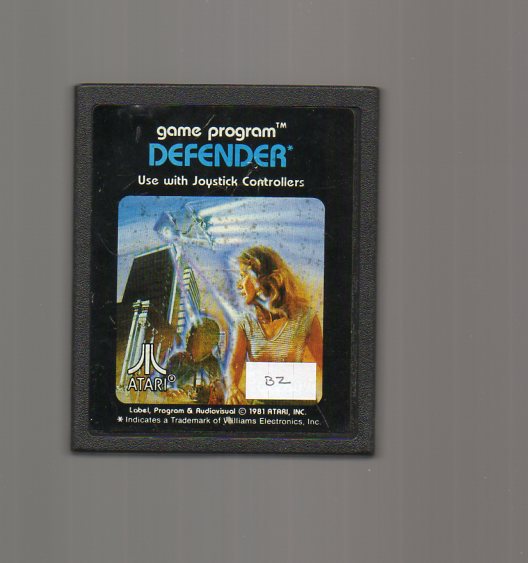 game program™
DEFENDER*
Use with Joystick Controllers
ATARI®
BZ
Label, Program & Audiovisual © 1981 ATARI, INC.
* Indicates a Trademark of Williams Electronics, Inc.